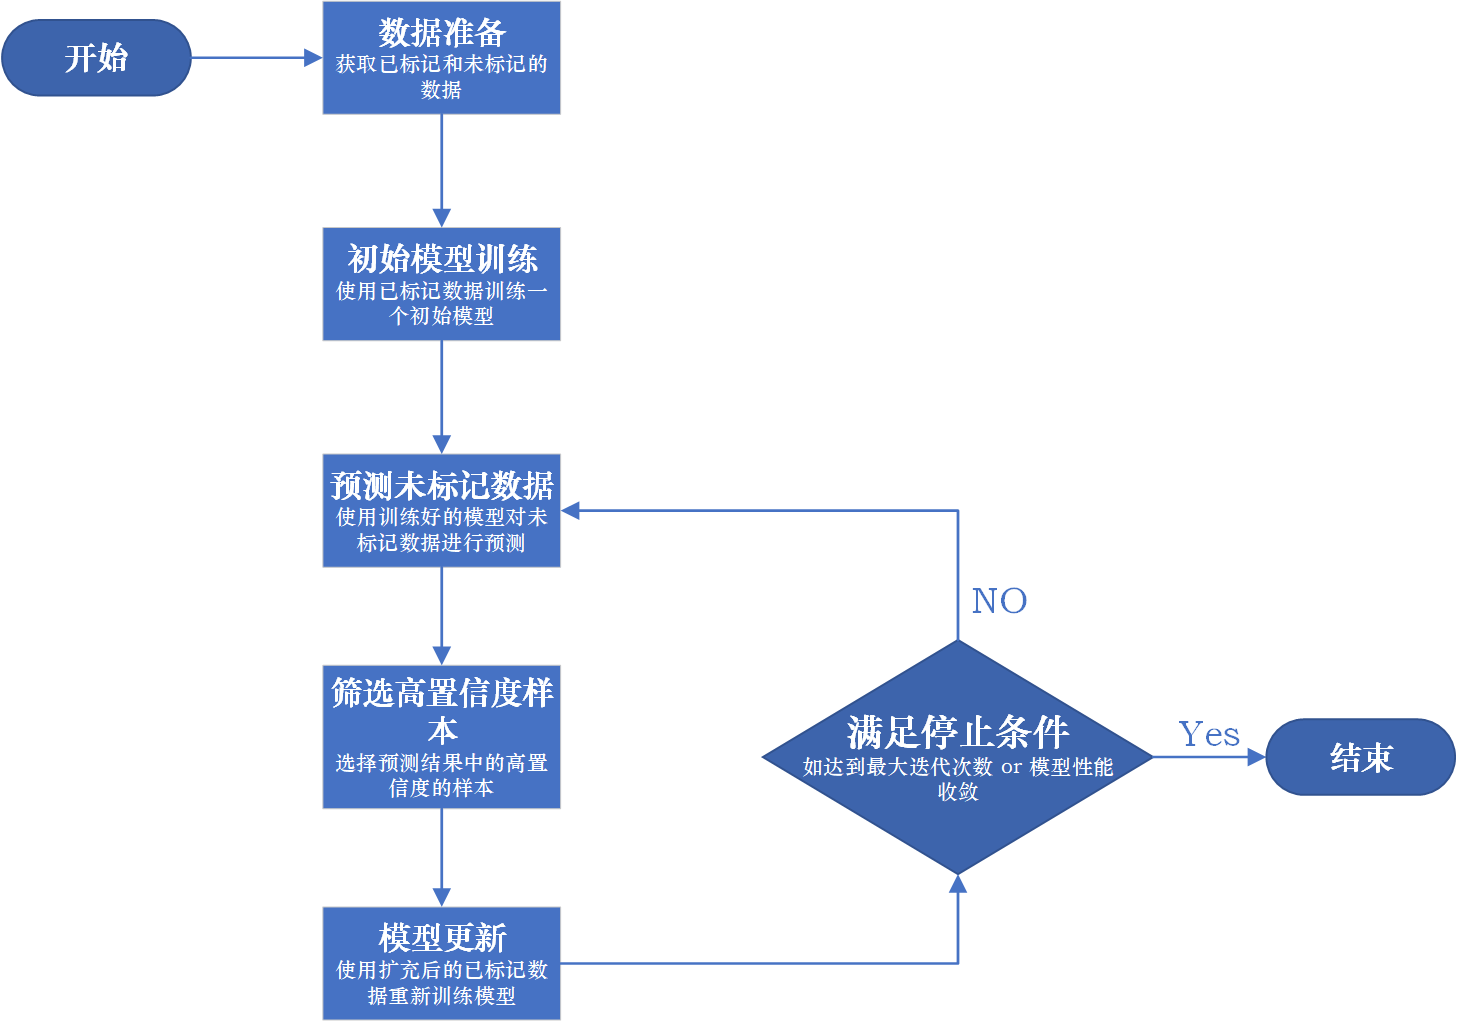 开始
数据准备
获取已标记和未标记的
数据
初始模型训练
使用已标记数据训练一
个初始模型
预测未标记数据
使用训练好的模型对未
标记数据进行预测
筛选高置信度样
本
选择预测结果中的高置
信度的样本
模型更新
使用扩充后的已标记数
据重新训练模型
NO
满足停止条件
如达到最大迭代次数 or 模型性能
收敛
Yes
结束